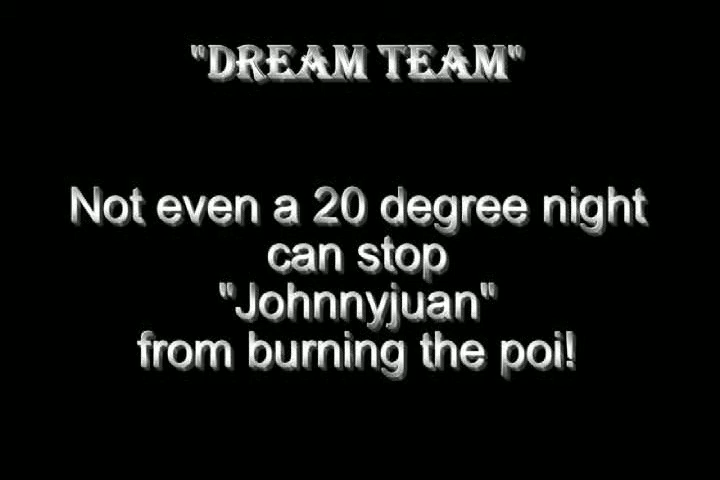 "DREAM TEAM"
Not even a 20 degree night
can stop
"Johnnyjuan"
from burning the poi!